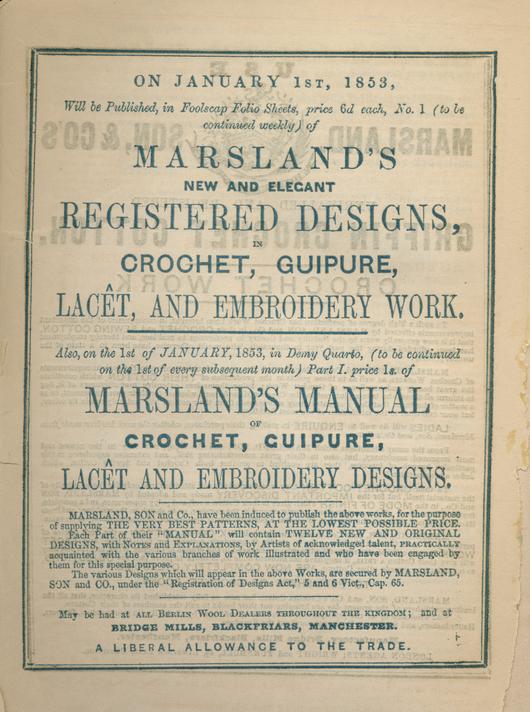 ON JANUARY 1ST, 1853,
Will be Published, in Foolscap Folio Sheets, price 6d each, No. 1 (to be
continued weekly) of
MARSLAND'S
NEW AND ELEGANT
REGISTERED DESIGNS,
IN
CROCHET, GUIPURE,
LACÊT, AND EMBROIDERY WORK.
Also, on the 1st of JANUARY, 1853, in Demy Quarto, (to be continued
on the 1st of every subsequent month) Part I. price 1s. of
MARSLAND'S MANUAL
OF
CROCHET, GUIPURE,
LACÊT AND EMBROIDERY DESIGNS.
MARSLAND, SON and Co., have been induced to publish the above works, for the purpose
of supplying THE VERY BEST PATTERNS, AT THE LOWEST POSSIBLE PRICE.
Each Part of their "MANUAL" will contain TWELVE NEW AND ORIGINAL
DESIGNS, with NOTES and EXPLANATIONS, by Artists of acknowledged talent, PRACTICALLY
acquainted with the various branches of work illustrated and who have been engaged by
them for this special purpose.
The various Designs which will appear in the above Works, are secured by MARSLAND,
SON and CO., under the "Registration of Designs Act," 5 and 6 Vict., Cap. 65.
May be had at ALL BERLIN WOOL DEALERS THROUGHOUT THE KINGDOM; and at
BRIDGE MILLS, BLACKFRIARS, MANCHESTER.
A LIBERAL ALLOWANCE TO THE TRADE.